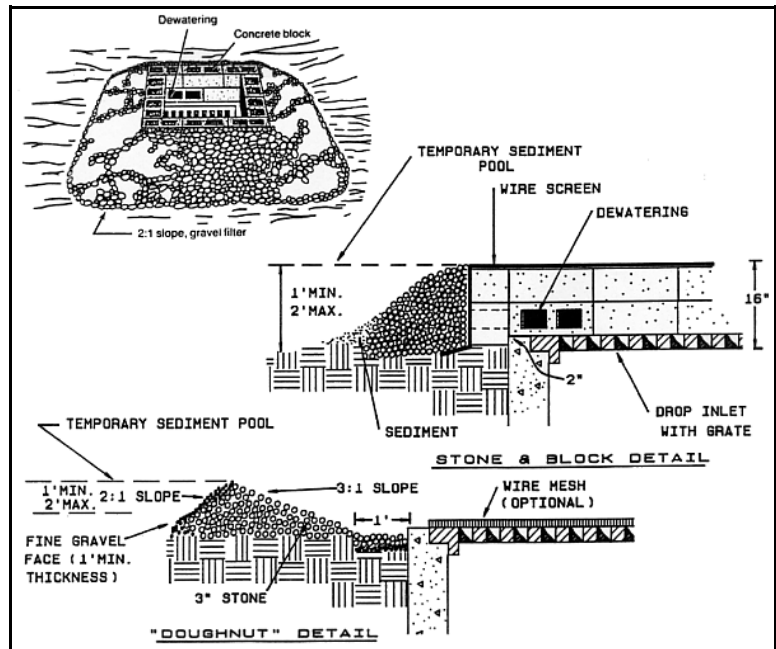 Dewatering
Concrete block
2:1 slope, gravel filter
TEMPORARY SEDIMENT
POOL
WIRE SCREEN
DEWATERING
1'MIN.
2'MAX.
16"
2"
SEDIMENT
DROP INLET
WITH GRATE
STONE & BLOCK DETAIL
TEMPORARY SEDIMENT POOL
1'MIN.
2'MAX.
2:1 SLOPE
3:1 SLOPE
1'
WIRE MESH
(OPTIONAL)
FINE GRAVEL
FACE (1'MIN.
THICKNESS)
3" STONE
"DOUGHNUT" DETAIL